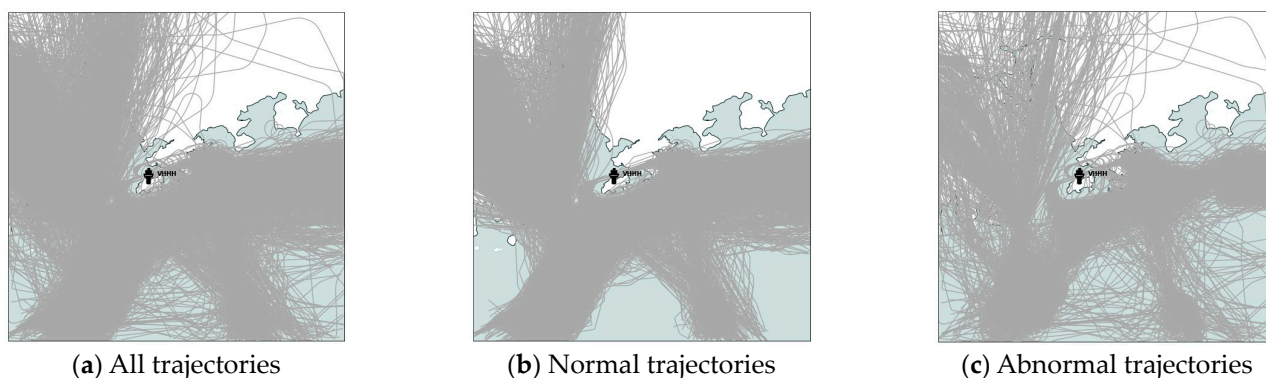 VHHH
VHHH
VHHH
(a) All trajectories
(b) Normal trajectories
(c) Abnormal trajectories